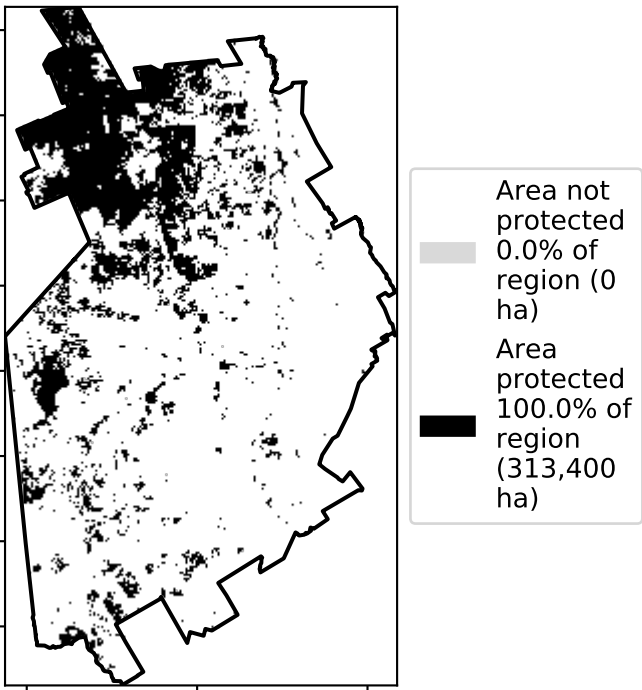 Area not
protected
0.0% of
region (0
ha)
Area
protected
100.0% of
region
(313,400
ha)